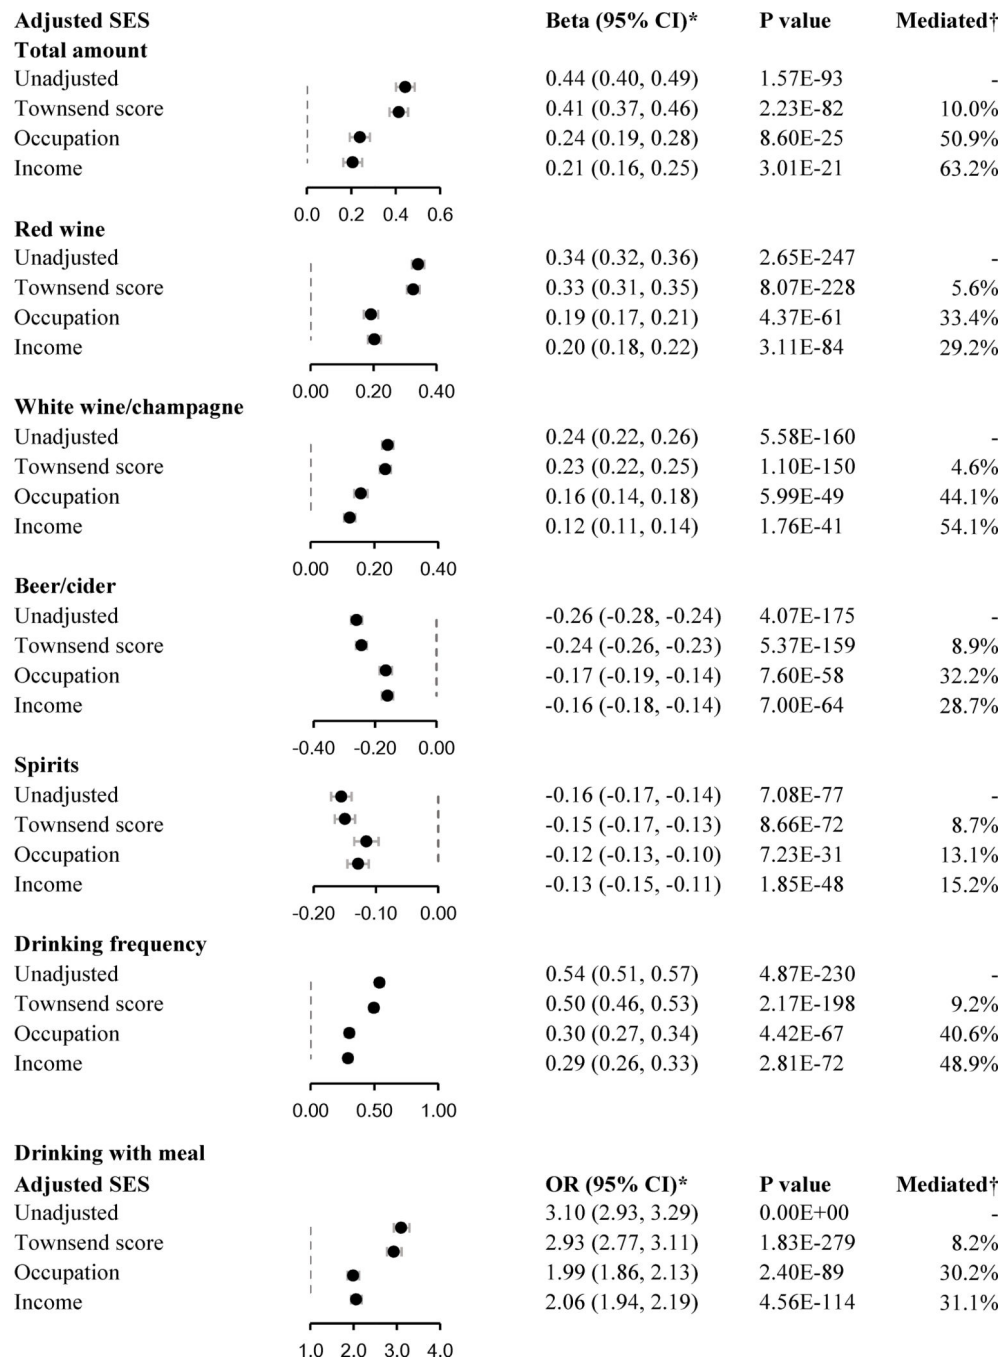 Adjusted SES Beta (95% CI)* P value Mediated†
Total amount
Unadjusted 0.44 (0.40, 0.49) 1.57E-93 -
Townsend score 0.41 (0.37, 0.46) 2.23E-82 10.0%
Occupation 0.24 (0.19, 0.28) 8.60E-25 50.9%
Income 0.21 (0.16, 0.25) 3.01E-21 63.2%
0.0 0.2 0.4 0.6
Red wine
Unadjusted 0.34 (0.32, 0.36) 2.65E-247 -
Townsend score 0.33 (0.31, 0.35) 8.07E-228 5.6%
Occupation 0.19 (0.17, 0.21) 4.37E-61 33.4%
Income 0.20 (0.18, 0.22) 3.11E-84 29.2%
0.00 0.20 0.40
White wine/champagne
Unadjusted 0.24 (0.22, 0.26) 5.58E-160 -
Townsend score 0.23 (0.22, 0.25) 1.10E-150 4.6%
Occupation 0.16 (0.14, 0.18) 5.99E-49 44.1%
Income 0.12 (0.11, 0.14) 1.76E-41 54.1%
0.00 0.20 0.40
Beer/cider
Unadjusted -0.26 (-0.28, -0.24) 4.07E-175 -
Townsend score -0.24 (-0.26, -0.23) 5.37E-159 8.9%
Occupation -0.17 (-0.19, -0.14) 7.60E-58 32.2%
Income -0.16 (-0.18, -0.14) 7.00E-64 28.7%
-0.40 -0.20 0.00
Spirits
Unadjusted -0.16 (-0.17, -0.14) 7.08E-77 -
Townsend score -0.15 (-0.17, -0.13) 8.66E-72 8.7%
Occupation -0.12 (-0.13, -0.10) 7.23E-31 13.1%
Income -0.13 (-0.15, -0.11) 1.85E-48 15.2%
-0.20 -0.10 0.00
Drinking frequency
Unadjusted 0.54 (0.51, 0.57) 4.87E-230 -
Townsend score 0.50 (0.46, 0.53) 2.17E-198 9.2%
Occupation 0.30 (0.27, 0.34) 4.42E-67 40.6%
Income 0.29 (0.26, 0.33) 2.81E-72 48.9%
0.00 0.50 1.00
Drinking with meal
Adjusted SES OR (95% CI)* P value Mediated†
Unadjusted 3.10 (2.93, 3.29) 0.00E+00 -
Townsend score 2.93 (2.77, 3.11) 1.83E-279 8.2%
Occupation 1.99 (1.86, 2.13) 2.40E-89 30.2%
Income 2.06 (1.94, 2.19) 4.56E-114 31.1%
1.0 2.0 3.0 4.0